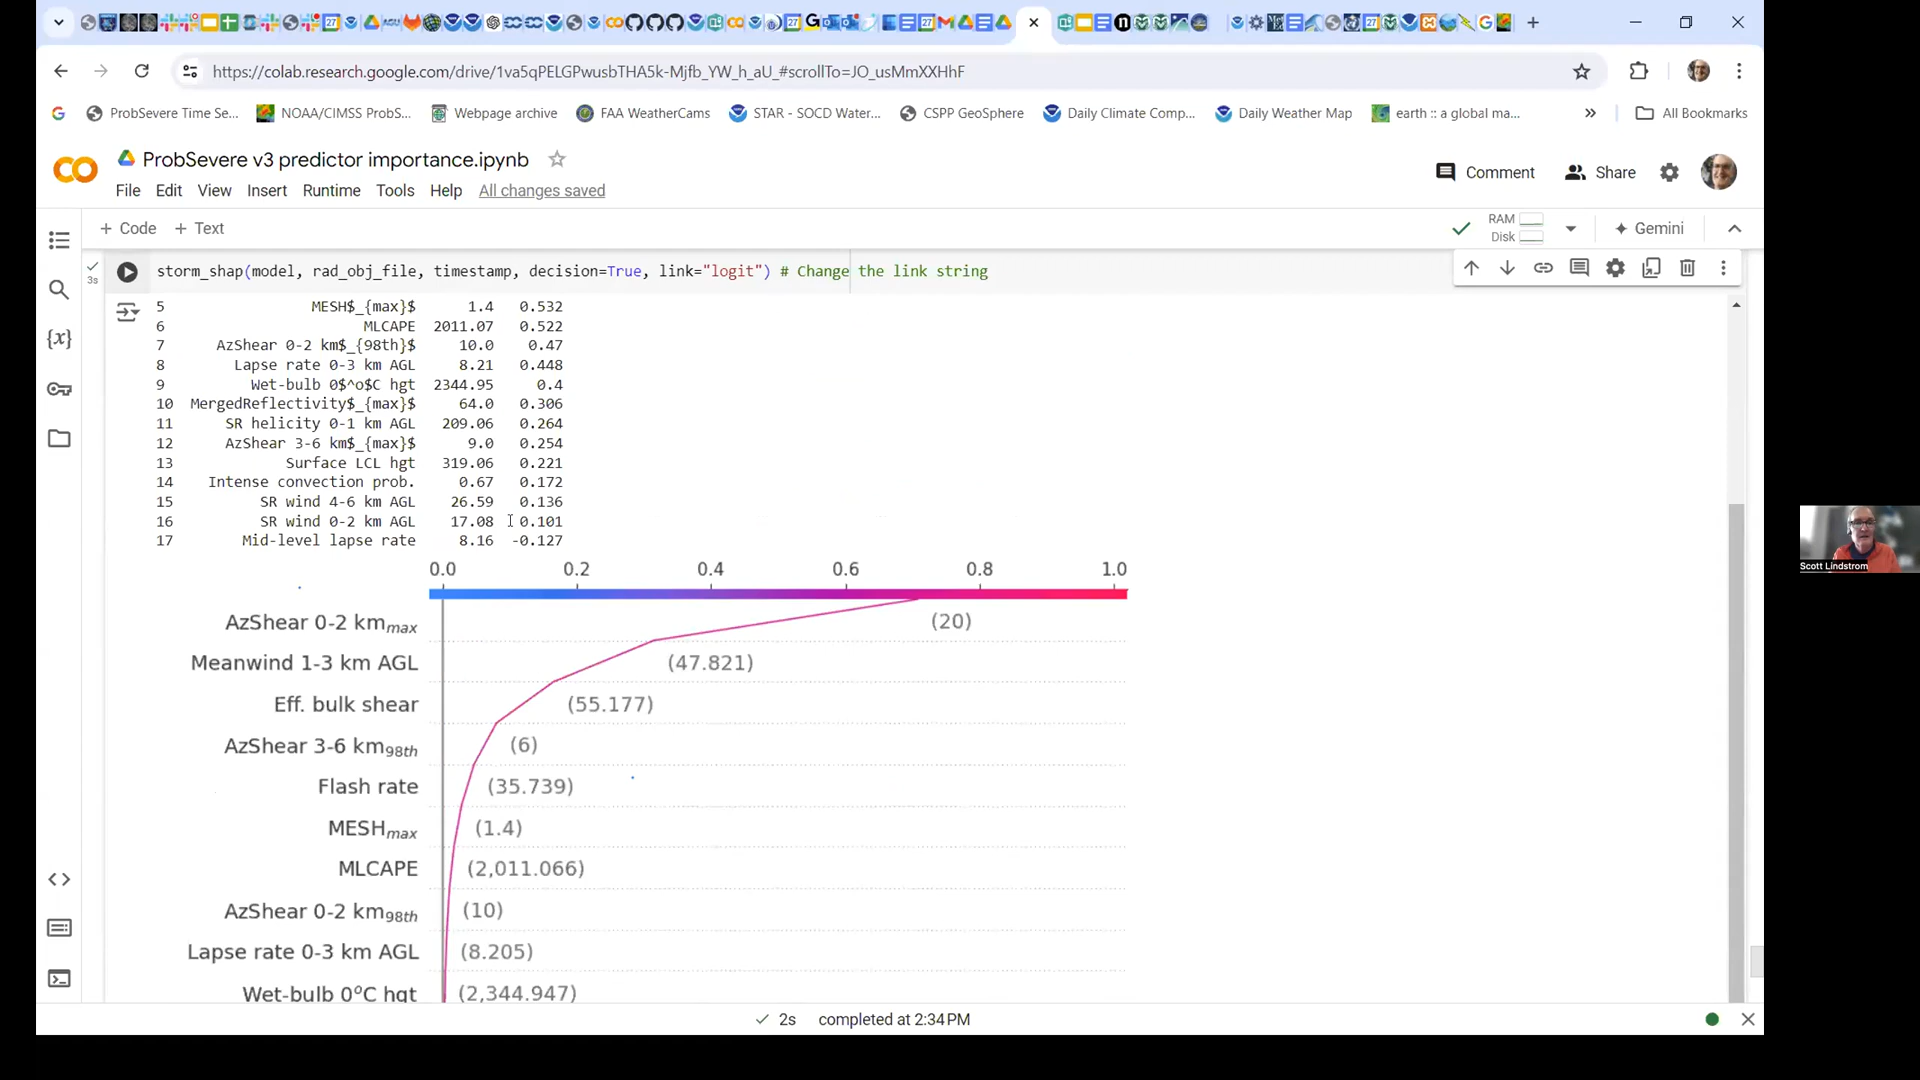 https://colab.research.google.com/drive/1va5qPELGPwusbTHA5k-Mjfb_YW_h_aU_#scrollTo=JO_usMmXXHhF
ProbSevere Time Se... NOAA/CIMSS ProbS... Webpage archive FAA WeatherCams STAR - SOCD Water... CSPP GeoSphere Daily Climate Comp... Daily Weather Map earth :: a global ma... » All Bookmarks
ProbSevere v3 predictor importance.ipynb
Comment Share
File Edit View Insert Runtime Tools Help All changes saved
+ Code + Text
RAM
Disk
Gemini
3s
storm_shap(model, rad_obj_file, timestamp, decision=True, link="logit") # Change the link string
5 MESH$_{max}$ 1.4 0.532
6 MLCAPE 2011.07 0.522
7 AzShear 0-2 km$_{98th}$ 10.0 0.47
8 Lapse rate 0-3 km AGL 8.21 0.448
9 Wet-bulb 0$^o$C hgt 2344.95 0.4
10 MergedReflectivity$_{max}$ 64.0 0.306
11 SR helicity 0-1 km AGL 209.06 0.264
12 AzShear 3-6 km$_{max}$ 9.0 0.254
13 Surface LCL hgt 319.06 0.221
14 Intense convection prob. 0.67 0.172
15 SR wind 4-6 km AGL 26.59 0.136
16 SR wind 0-2 km AGL 17.08 0.101
17 Mid-level lapse rate 8.16 -0.127
0.0 0.2 0.4 0.6 0.8 1.0
AzShear 0-2 kmmax (20)
Meanwind 1-3 km AGL (47.821)
Eff. bulk shear (55.177)
AzShear 3-6 km98th (6)
Flash rate (35.739)
MESHmax (1.4)
MLCAPE (2,011.066)
AzShear 0-2 km98th (10)
Lapse rate 0-3 km AGL (8.205)
Wet-bulb 0°C hgt (2,344.947)
2s completed at 2:34 PM
Scott Lindstrom